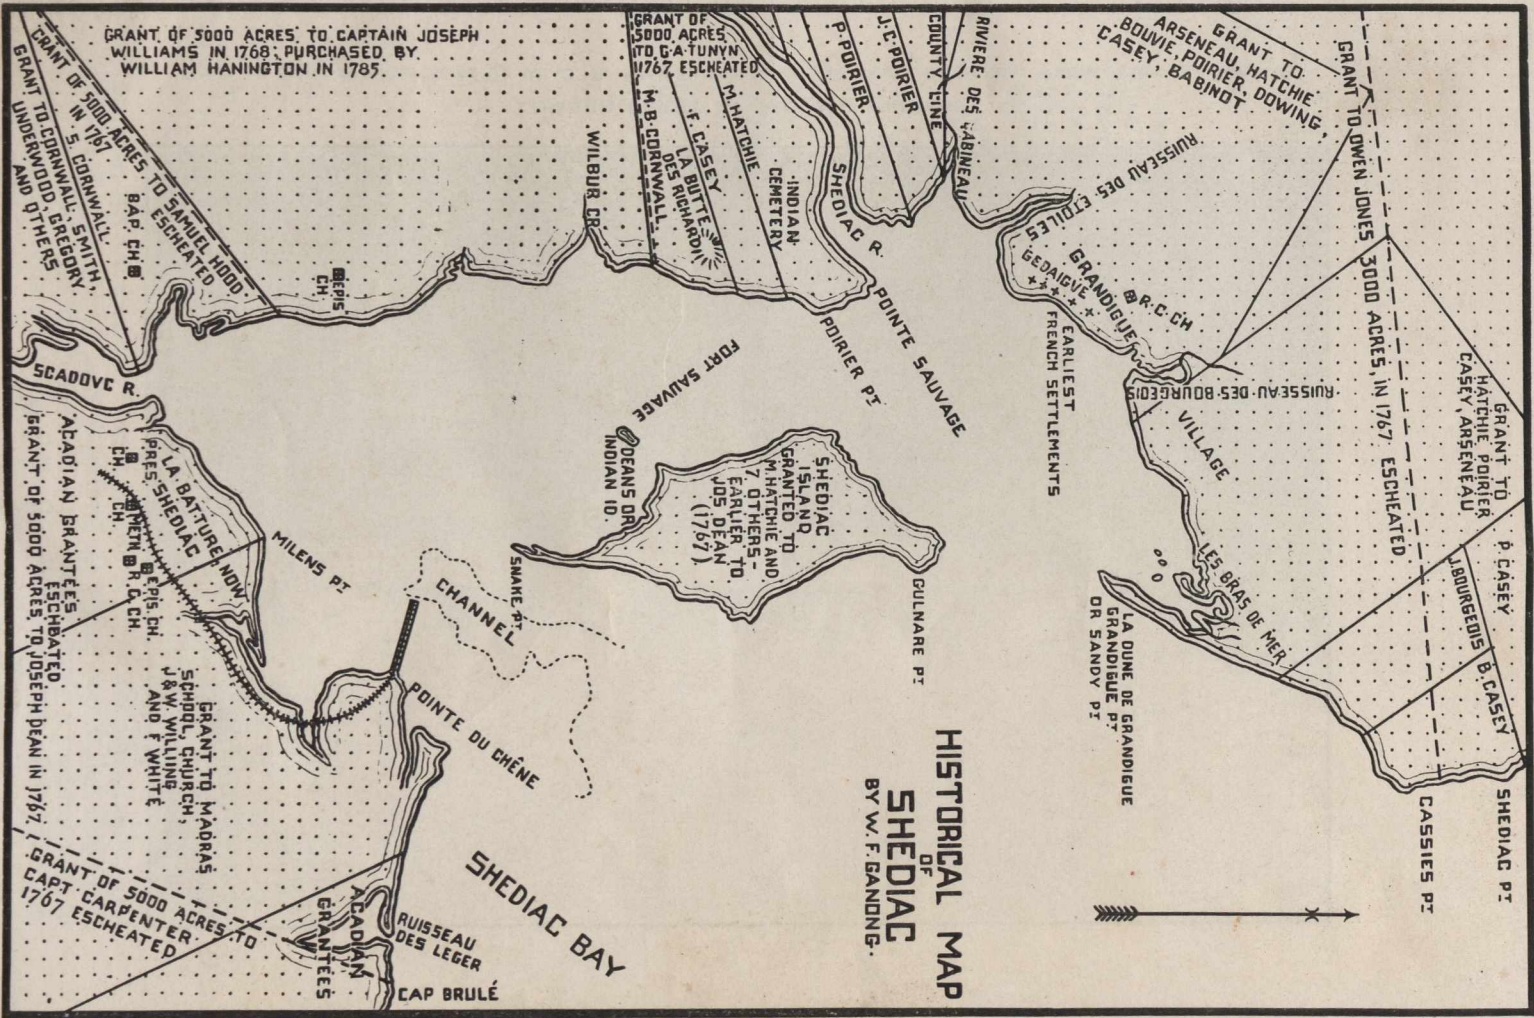 HISTORICAL MAP
OF
SHEDIAC
BY W. F. GANONG.
GRANT OF 5000 ACRES TO CAPTAIN JOSEPH
WILLIAMS IN 1768; PURCHASED BY
WILLIAM HANINGTON IN 1785.
GRANT OF 5000 ACRES TO SAMUEL HOOD
IN 1767 ESCHEATED
GRANT TO CORNWALL, SMITH,
UNDERWOOD, GREGORY
AND OTHERS
S. CORNWALL
BAP. CH.
EPIS
CH
SCADOVC R.
WILBUR CR.
GRANT OF
5000 ACRES
TO G.A. TUNYN
1767 ESCHEATED
M. B. CORNWALL
F. CASEY
LA BUTTE
DES RICHARD
M. HATCHIE
INDIAN
CEMETERY
SHEDIAC R.
P. POIRIER
J. C. POIRIER
COUNTY LINE
RIVIERE DES GABINEAU
RUISSEAU DES ETOILES
GRANT TO
ARSENEAU, HATCHIE
BOUVIE, POIRIER, DOWING,
CASEY, BABINOT
GRANT TO OWEN JONES 3000 ACRES, IN 1767 ESCHEATED
GEDAIGVE
GRANDIGUE
R.C. CH
EARLIEST
FRENCH SETTLEMENTS
RUISSEAU DES BOURGEOIS
VILLAGE
GRANT TO
HATCHIE, POIRIER
CASEY, ARSENEAU
P. CASEY
J. BOURGEOIS
B. CASEY
LES BRAS DE MER
LA DUNE DE GRANDIGUE
GRANDIGUE PT
OR SANDY PT
SHEDIAC PT
CASSIES PT
POINTE SAUVAGE
POIRIER PT
FORT SAUVAGE
DEANS OR
INDIAN ID.
SHEDIAC
ISLAND
GRANTED TO
M. HATCHIE AND
7 OTHERS -
EARLIER TO
JOS DEAN
(1767)
GULNARE PT
SNAKE PT
CHANNEL
MILENS PT
LA BATTURE, NOW
SHEDIAC
PRES
CH.
METH
CH.
EPIS. CH.
R. C. CH.
ACADIAN GRANTEES
GRANT OF 5000 ACRES TO JOSEPH DEAN IN 1767
ESCHEATED
GRANT TO MADRAS
SCHOOL, CHURCH,
J & W. WILLIING
AND F WHITE
POINTE DU CHÊNE
SHEDIAC BAY
GRANT OF 5000 ACRES TO
CAPT CARPENTER
1767 ESCHEATED
ACADIAN
GRANTEES
RUISSEAU
DES LEGER
CAP BRULÉ